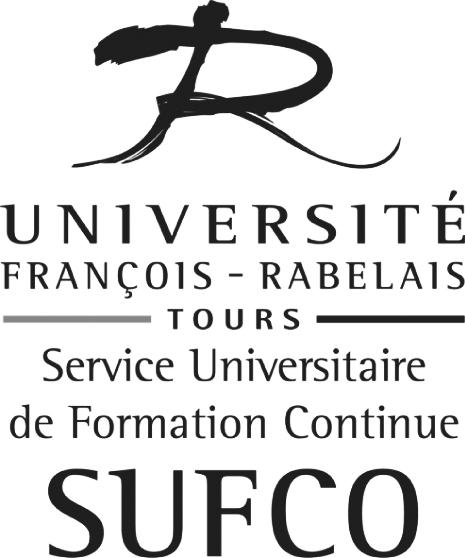 UNIVERSITÉ
FRANÇOIS - RABELAIS
TOURS
Service Universitaire
de Formation Continue
SUFCO